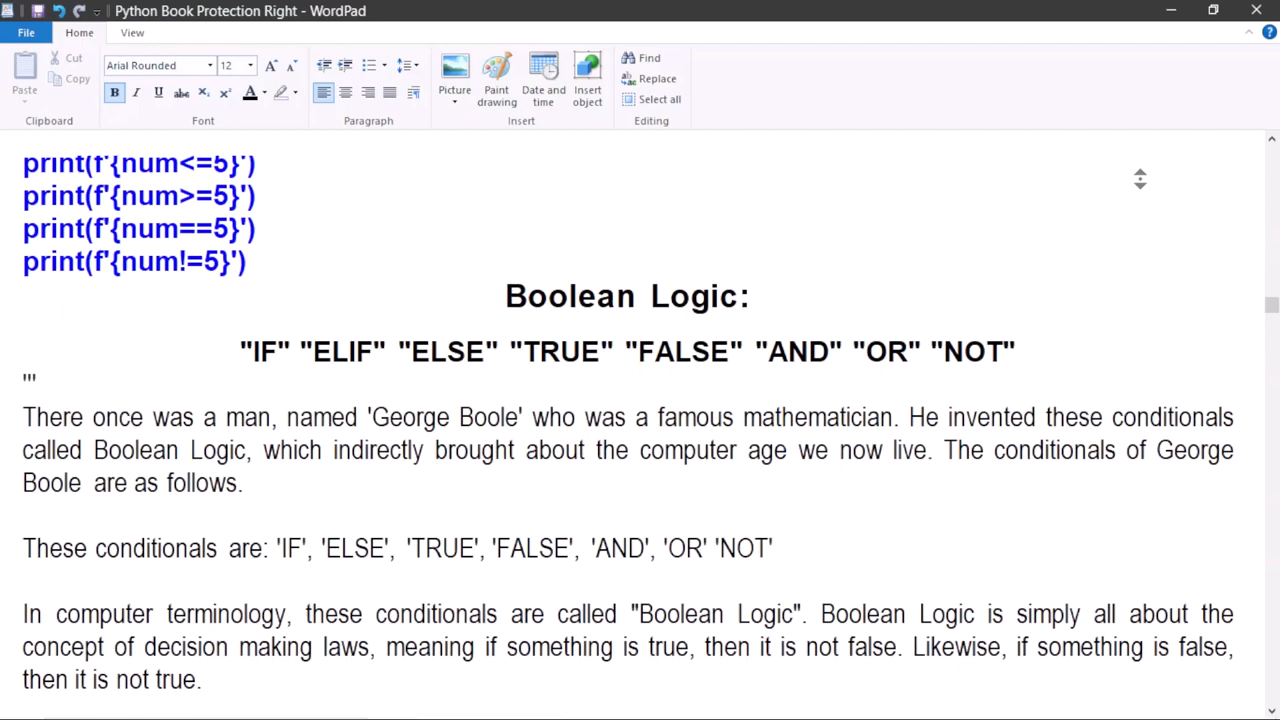 Python Book Protection Right - WordPad
File Home View
Paste Cut Copy Clipboard
Arial Rounded 12 A A
B I U abc X₂ X² A
Font
Paragraph
Picture Paint drawing Date and time Insert object
Insert
Find
Replace
Select all
Editing
print(f'{num<=5}')
print(f'{num>=5}')
print(f'{num==5}')
print(f'{num!=5}')
Boolean Logic:
"IF" "ELIF" "ELSE" "TRUE" "FALSE" "AND" "OR" "NOT"
'''
There once was a man, named 'George Boole' who was a famous mathematician. He invented these conditionals
called Boolean Logic, which indirectly brought about the computer age we now live. The conditionals of George
Boole are as follows.
These conditionals are: 'IF', 'ELSE', 'TRUE', 'FALSE', 'AND', 'OR' 'NOT'
In computer terminology, these conditionals are called "Boolean Logic". Boolean Logic is simply all about the
concept of decision making laws, meaning if something is true, then it is not false. Likewise, if something is false,
then it is not true.